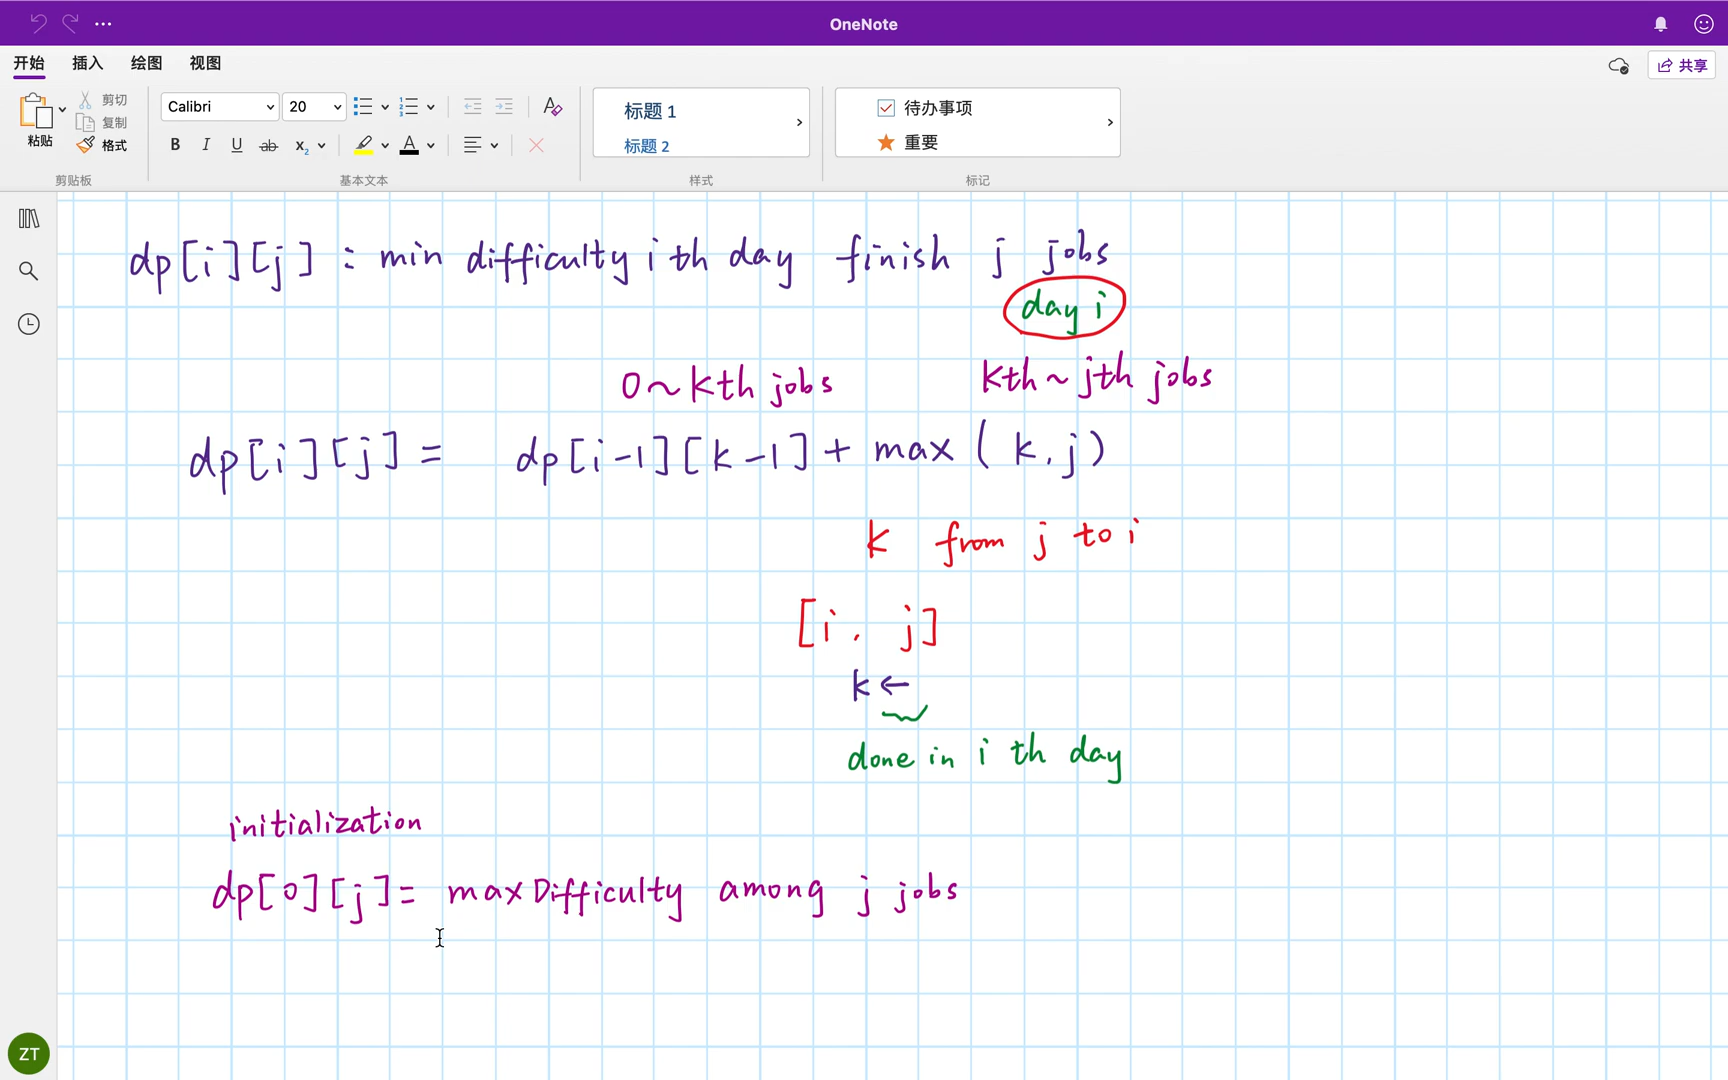 OneNote
开始 插入 绘图 视图
共享
粘贴
剪切
复制
格式
Calibri 20
B I U ab x₂ A
标题 1
标题 2
待办事项
重要
剪贴板 基本文本 样式 标记
dp[i][j] : min difficulty i th day finish j jobs
day i
0~kth jobs kth~jth jobs
dp[i][j] = dp[i-1][k-1] + max (k,j)
k from j to i
[i, j]
k ←
done in i th day
initialization
dp[0][j] = maxDifficulty among j jobs
ZT